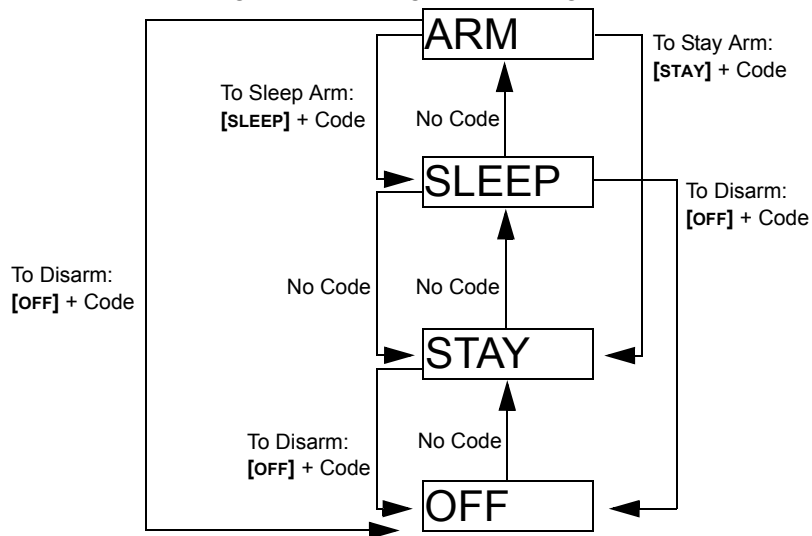 ARM
To Stay Arm:
[STAY] + Code
To Sleep Arm:
[SLEEP] + Code
No Code
SLEEP
To Disarm:
[OFF] + Code
To Disarm:
[OFF] + Code
No Code
No Code
STAY
To Disarm:
[OFF] + Code
No Code
OFF